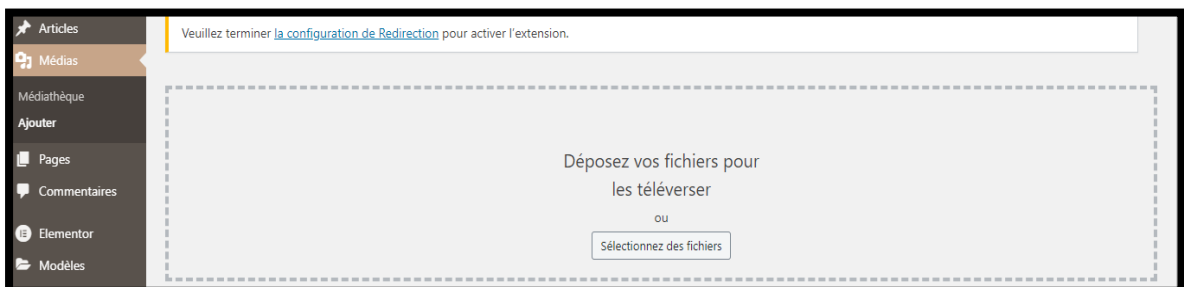 Articles
Médias
Médiathèque
Ajouter
Pages
Commentaires
Elementor
Modèles
Veuillez terminer la configuration de Redirection pour activer l'extension.
Déposez vos fichiers pour
les téléverser
ou
Sélectionnez des fichiers